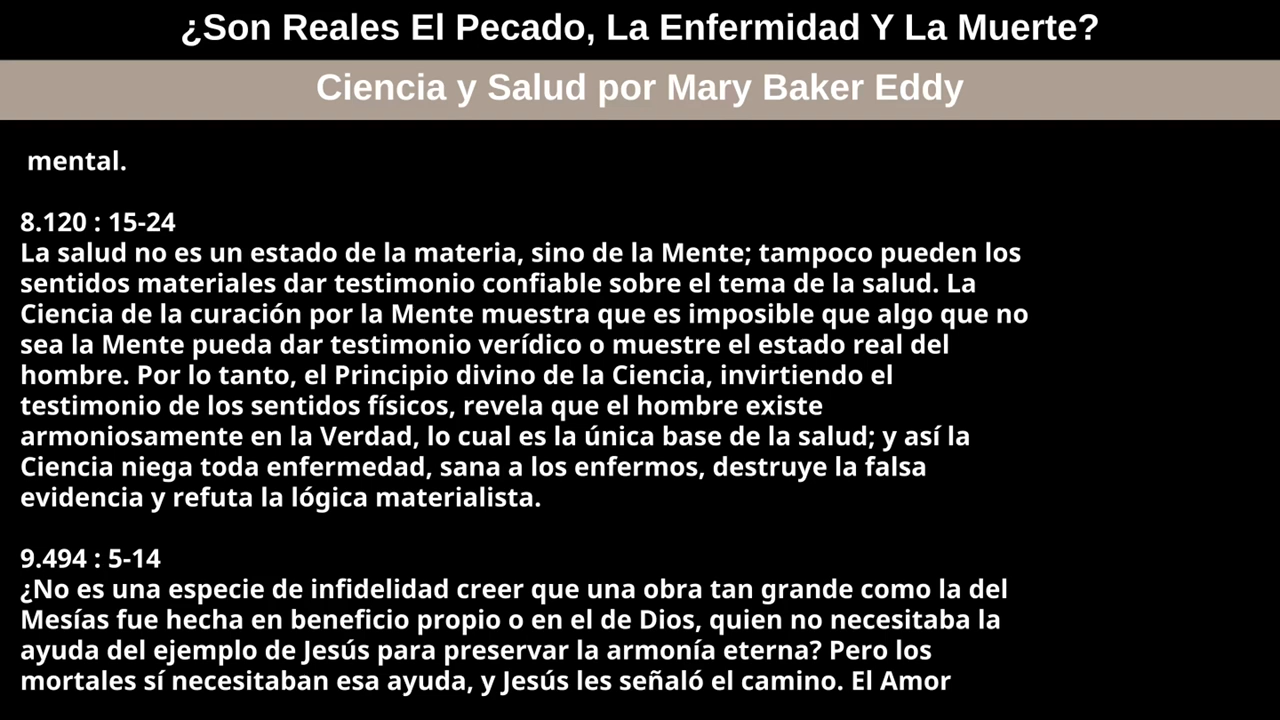 ¿Son Reales El Pecado, La Enfermidad Y La Muerte?
Ciencia y Salud por Mary Baker Eddy
mental.
8.120 : 15-24
La salud no es un estado de la materia, sino de la Mente; tampoco pueden los
sentidos materiales dar testimonio confiable sobre el tema de la salud. La
Ciencia de la curación por la Mente muestra que es imposible que algo que no
sea la Mente pueda dar testimonio verídico o muestre el estado real del
hombre. Por lo tanto, el Principio divino de la Ciencia, invirtiendo el
testimonio de los sentidos físicos, revela que el hombre existe
armoniosamente en la Verdad, lo cual es la única base de la salud; y así la
Ciencia niega toda enfermedad, sana a los enfermos, destruye la falsa
evidencia y refuta la lógica materialista.
9.494 : 5-14
¿No es una especie de infidelidad creer que una obra tan grande como la del
Mesías fue hecha en beneficio propio o en el de Dios, quien no necesitaba la
ayuda del ejemplo de Jesús para preservar la armonía eterna? Pero los
mortales sí necesitaban esa ayuda, y Jesús les señaló el camino. El Amor